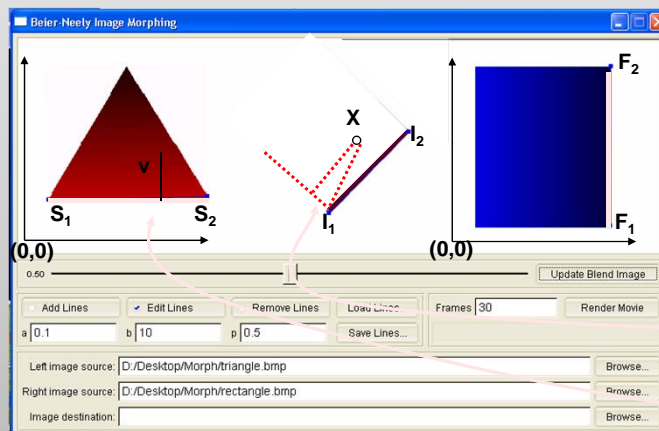 Beier-Neely Image Morphing
F2
X
I2
v
S1 S2
I1
F1
(0,0)
(0,0)
0.50
Update Blend Image
Add Lines Edit Lines Remove Lines Load Lines... Frames 30 Render Movie
a 0.1 b 10 p 0.5 Save Lines...
Left image source: D:/Desktop/Morph/triangle.bmp Browse...
Right image source: D:/Desktop/Morph/rectangle.bmp Browse...
Image destination: Browse...